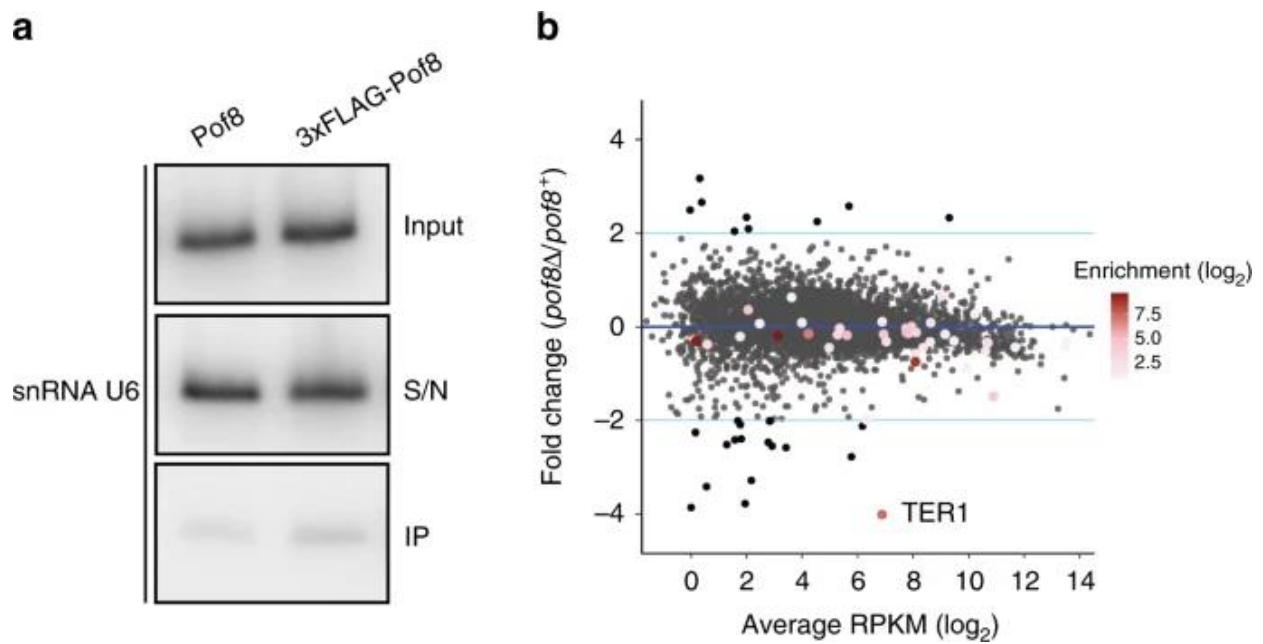 a
Pof8
3xFLAG-Pof8
Input
snRNA U6
S/N
IP
b
Fold change (pof8Δ/pof8⁺)
4
2
0
−2
−4
TER1
0 2 4 6 8 10 12 14
Average RPKM (log₂)
Enrichment (log₂)
7.5
5.0
2.5